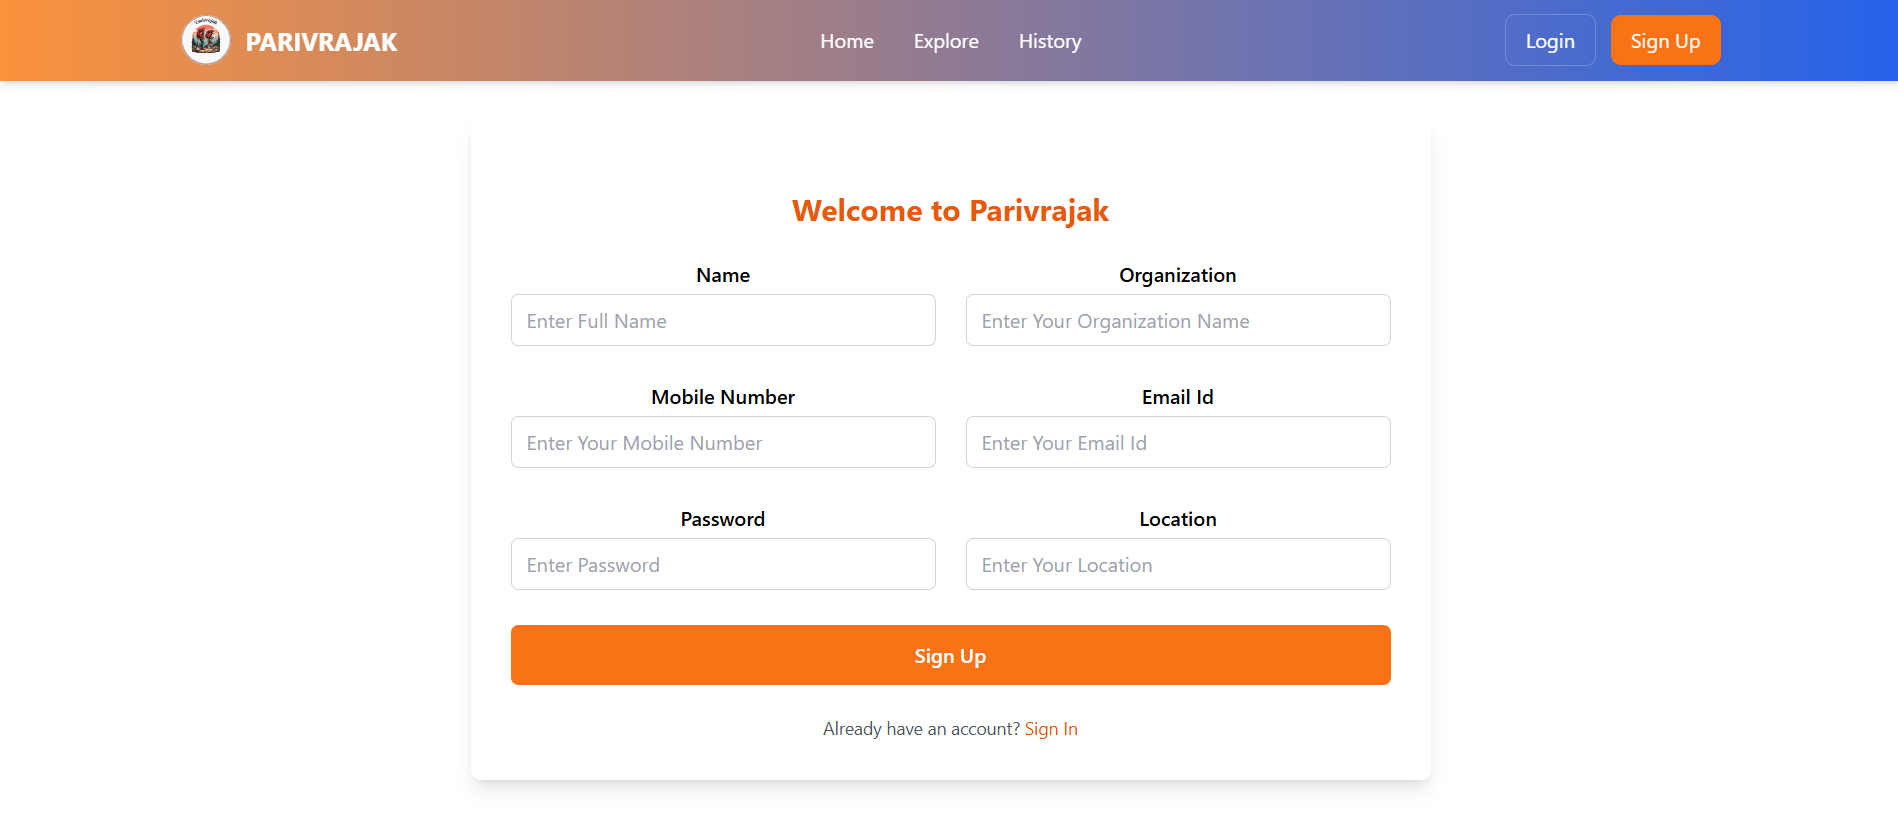 PARIVRAJAK
Home Explore History
Login Sign Up
Welcome to Parivrajak
Name Organization
Enter Full Name Enter Your Organization Name
Mobile Number Email Id
Enter Your Mobile Number Enter Your Email Id
Password Location
Enter Password Enter Your Location
Sign Up
Already have an account? Sign In